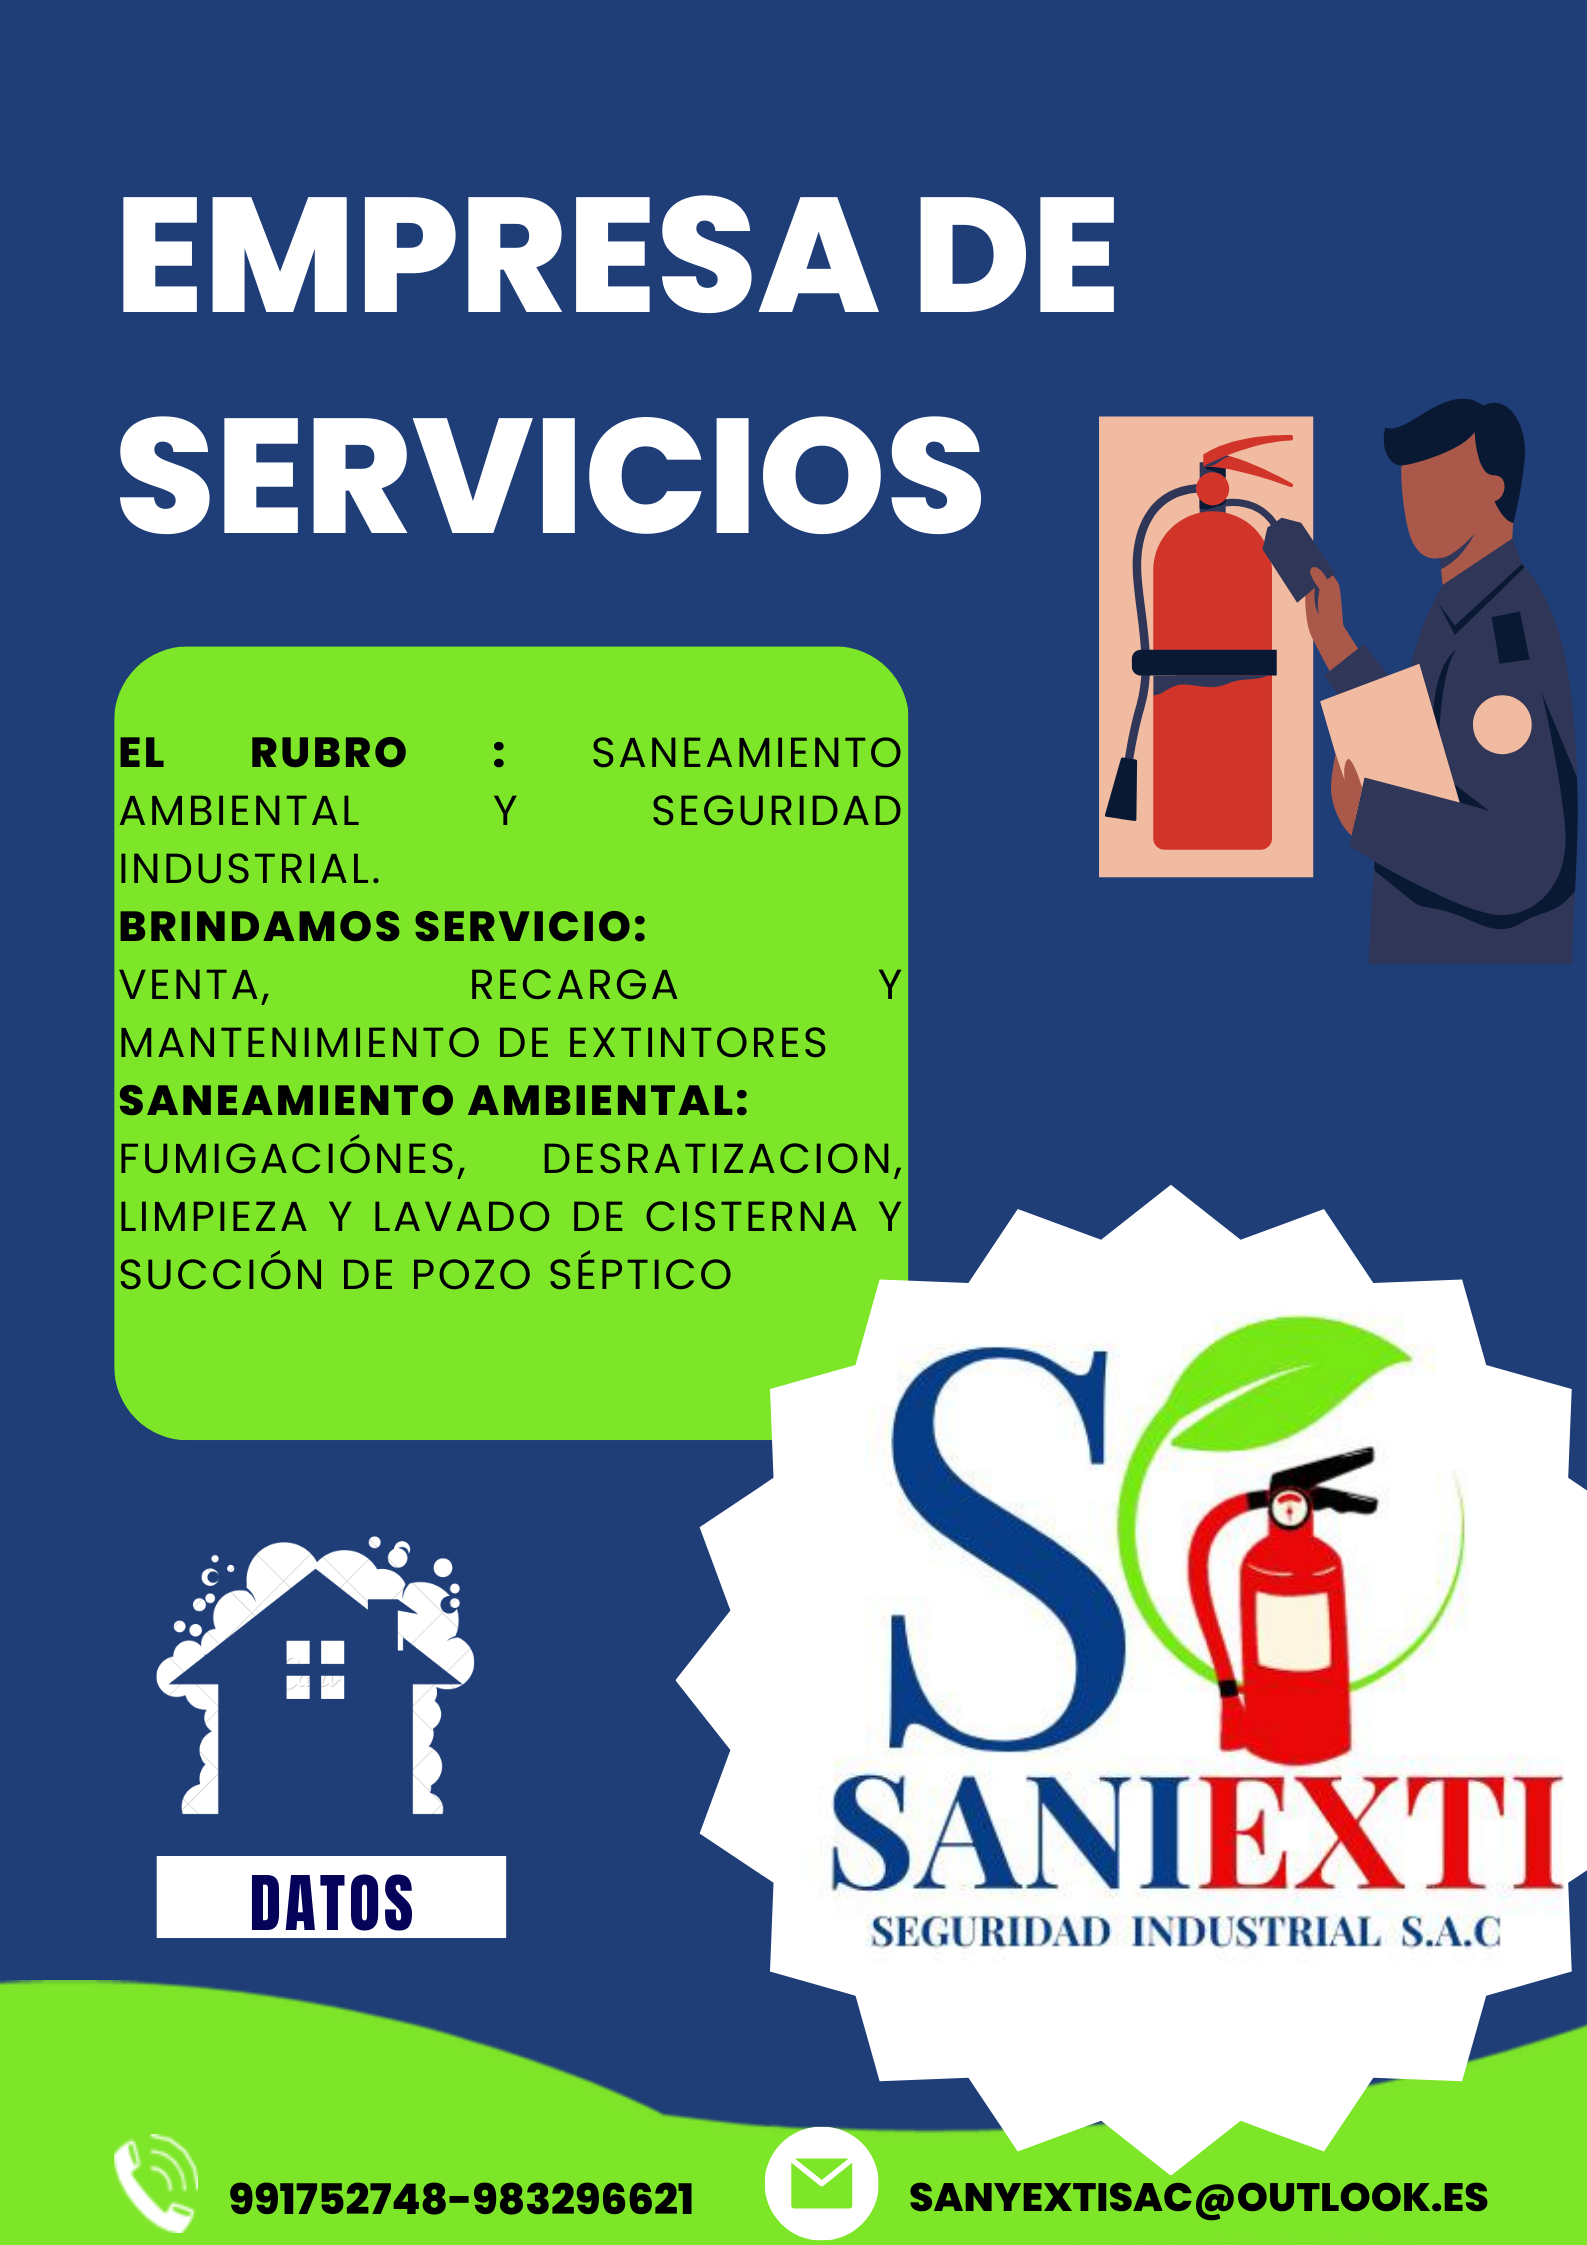 EMPRESA DE
SERVICIOS
EL RUBRO : SANEAMIENTO
AMBIENTAL Y SEGURIDAD
INDUSTRIAL.
BRINDAMOS SERVICIO:
VENTA, RECARGA Y
MANTENIMIENTO DE EXTINTORES
SANEAMIENTO AMBIENTAL:
FUMIGACIÓNES, DESRATIZACION,
LIMPIEZA Y LAVADO DE CISTERNA Y
SUCCIÓN DE POZO SÉPTICO
S
SANIEXTI
SEGURIDAD INDUSTRIAL S.A.C
DATOS
991752748-983296621
SANYEXTISAC@OUTLOOK.ES